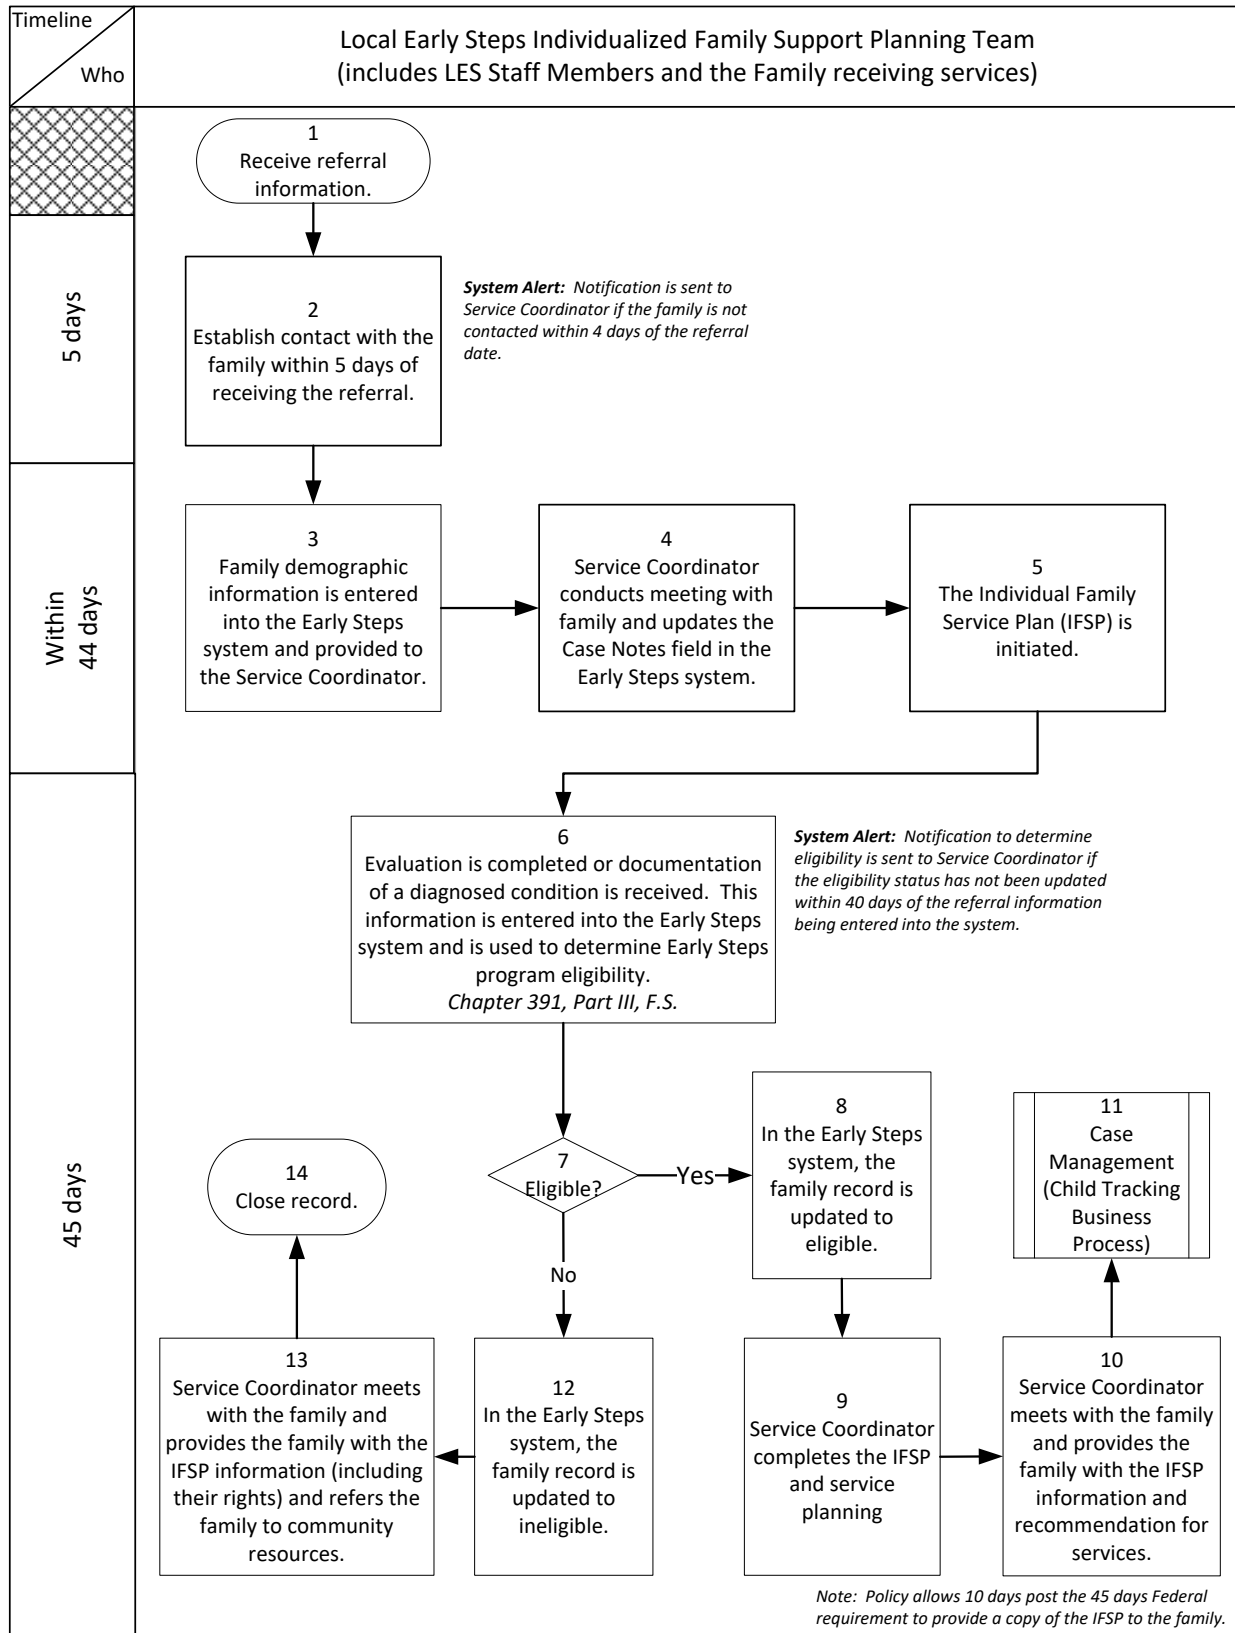 Timeline
Who
Local Early Steps Individualized Family Support Planning Team
(includes LES Staff Members and the Family receiving services)
1
Receive referral
information.
5 days
2
Establish contact with the
family within 5 days of
receiving the referral.
System Alert: Notification is sent to
Service Coordinator if the family is not
contacted within 4 days of the referral
date.
Within
44 days
3
Family demographic
information is entered
into the Early Steps
system and provided to
the Service Coordinator.
4
Service Coordinator
conducts meeting with
family and updates the
Case Notes field in the
Early Steps system.
5
The Individual Family
Service Plan (IFSP) is
initiated.
45 days
6
Evaluation is completed or documentation
of a diagnosed condition is received. This
information is entered into the Early Steps
system and is used to determine Early Steps
program eligibility.
Chapter 391, Part III, F.S.
System Alert: Notification to determine
eligibility is sent to Service Coordinator if
the eligibility status has not been updated
within 40 days of the referral information
being entered into the system.
7
Eligible?
Yes
No
8
In the Early Steps
system, the
family record is
updated to
eligible.
9
Service Coordinator
completes the IFSP
and service
planning
10
Service Coordinator
meets with the family
and provides the
family with the IFSP
information and
recommendation for
services.
11
Case
Management
(Child Tracking
Business
Process)
12
In the Early Steps
system, the
family record is
updated to
ineligible.
13
Service Coordinator meets
with the family and
provides the family with the
IFSP information (including
their rights) and refers the
family to community
resources.
14
Close record.
Note: Policy allows 10 days post the 45 days Federal
requirement to provide a copy of the IFSP to the family.